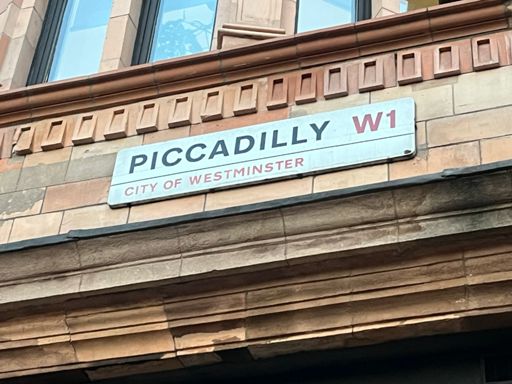 PICCADILLY W1
CITY OF WESTMINSTER